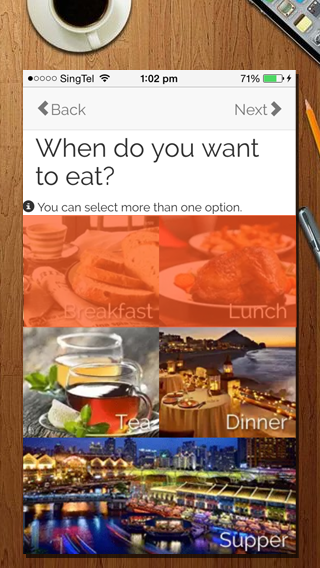 SingTel 1:02 pm 71%
Back Next
When do you want
to eat?
You can select more than one option.
Breakfast Lunch
Tea Dinner
Supper